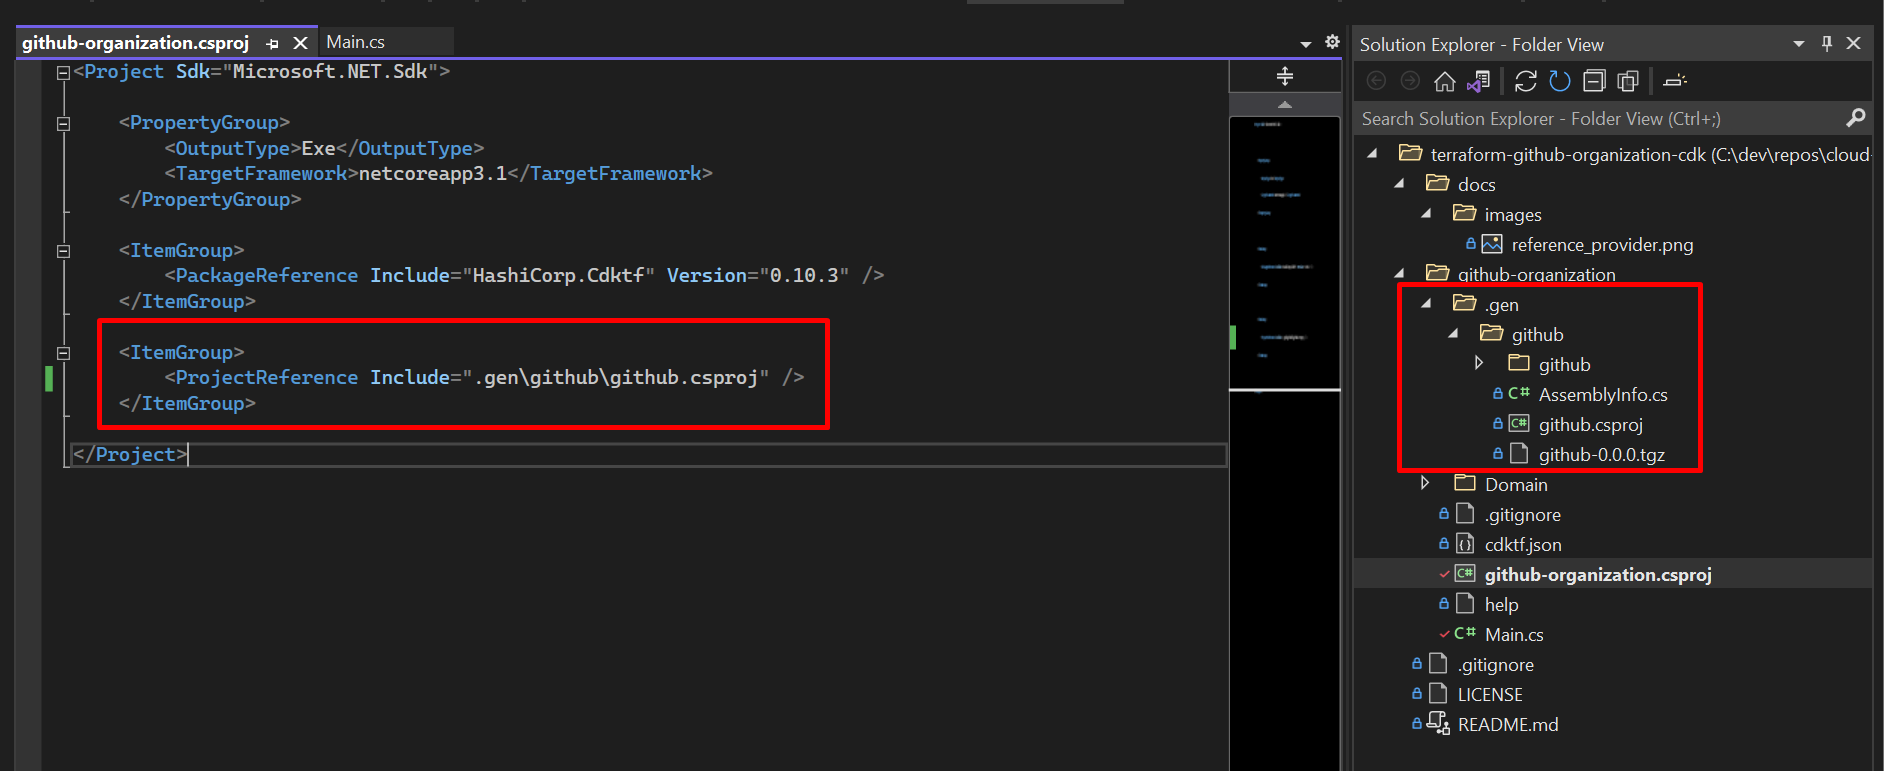 github-organization.csproj
Main.cs
<Project Sdk="Microsoft.NET.Sdk">
<PropertyGroup>
<OutputType>Exe</OutputType>
<TargetFramework>netcoreapp3.1</TargetFramework>
</PropertyGroup>
<ItemGroup>
<PackageReference Include="HashiCorp.Cdktf" Version="0.10.3" />
</ItemGroup>
<ItemGroup>
<ProjectReference Include=".gen\github\github.csproj" />
</ItemGroup>
</Project>
Solution Explorer - Folder View
Search Solution Explorer - Folder View (Ctrl+;)
terraform-github-organization-cdk (C:\dev\repos\cloud-
docs
images
reference_provider.png
github-organization
.gen
github
github
C# AssemblyInfo.cs
C# github.csproj
github-0.0.0.tgz
Domain
.gitignore
cdktf.json
C# github-organization.csproj
help
C# Main.cs
.gitignore
LICENSE
README.md